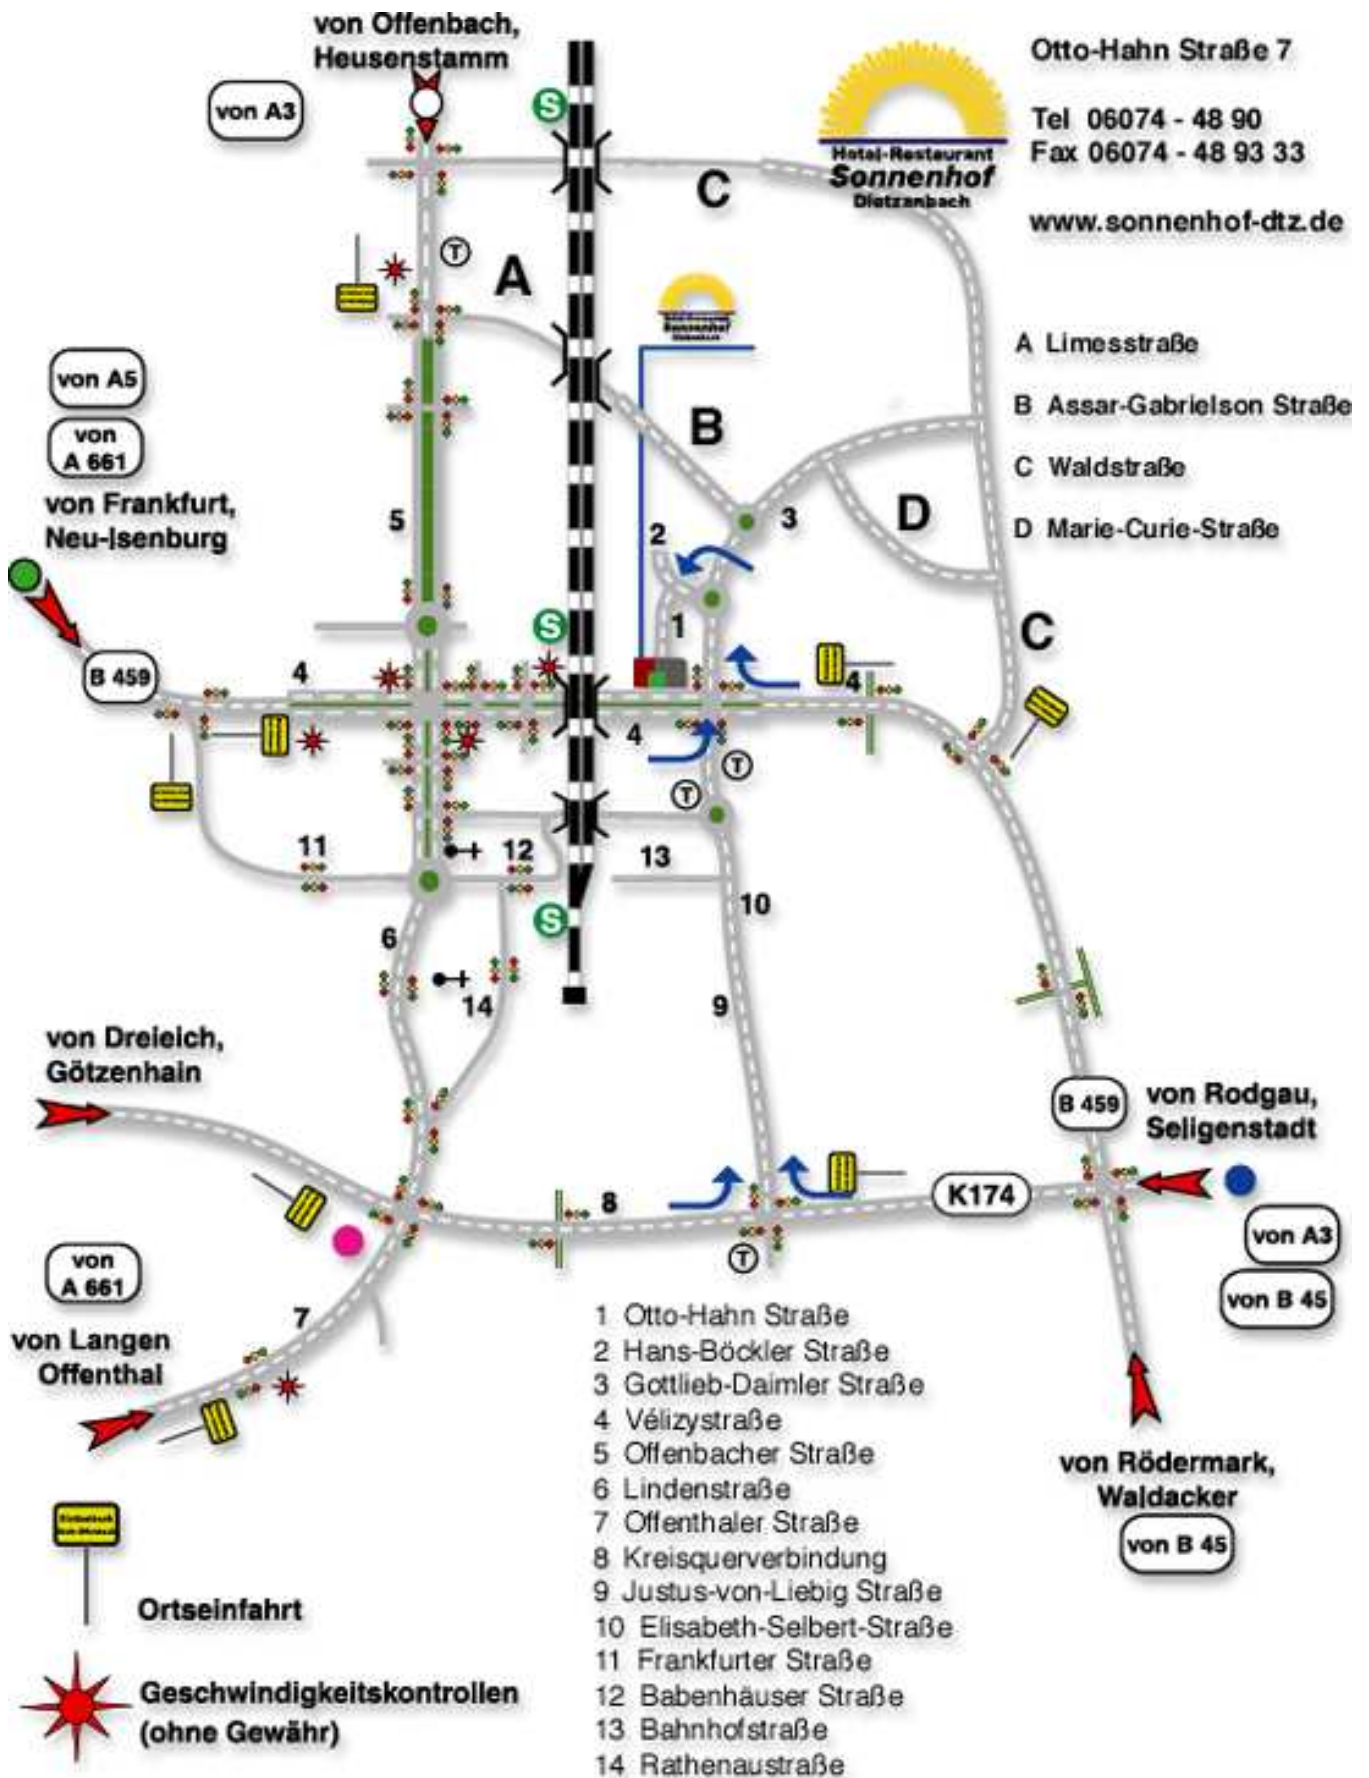 von Offenbach,
Heusenstamm
von A3
S
Otto-Hahn Straße 7
Tel 06074 - 48 90
Fax 06074 - 48 93 33
www.sonnenhof-dtz.de
Hotel-Restaurant
Sonnenhof
Dietzanbach
C
T
A
Sonnenhof
von A5
von
A 661
von Frankfurt,
Neu-Isenburg
A Limesstraße
B Assar-Gabrielson Straße
C Waldstraße
D Marie-Curie-Straße
B
5
2
3
D
S
1
C
B 459
4
4
4
T
T
11
12
13
10
S
6
14
9
von Dreieich,
Götzenhain
B 459
von Rodgau,
Seligenstadt
8
K174
von A3
von B 45
T
von
A 661
von Langen
Offenthal
7
1 Otto-Hahn Straße
2 Hans-Böckler Straße
3 Gottlieb-Daimler Straße
4 Vélizystraße
5 Offenbacher Straße
6 Lindenstraße
7 Offenthaler Straße
8 Kreisquerverbindung
9 Justus-von-Liebig Straße
10 Elisabeth-Selbert-Straße
11 Frankfurter Straße
12 Babenhäuser Straße
13 Bahnhofstraße
14 Rathenaustraße
von Rödermark,
Waldacker
von B 45
Ortseinfahrt
Geschwindigkeitskontrollen
(ohne Gewähr)